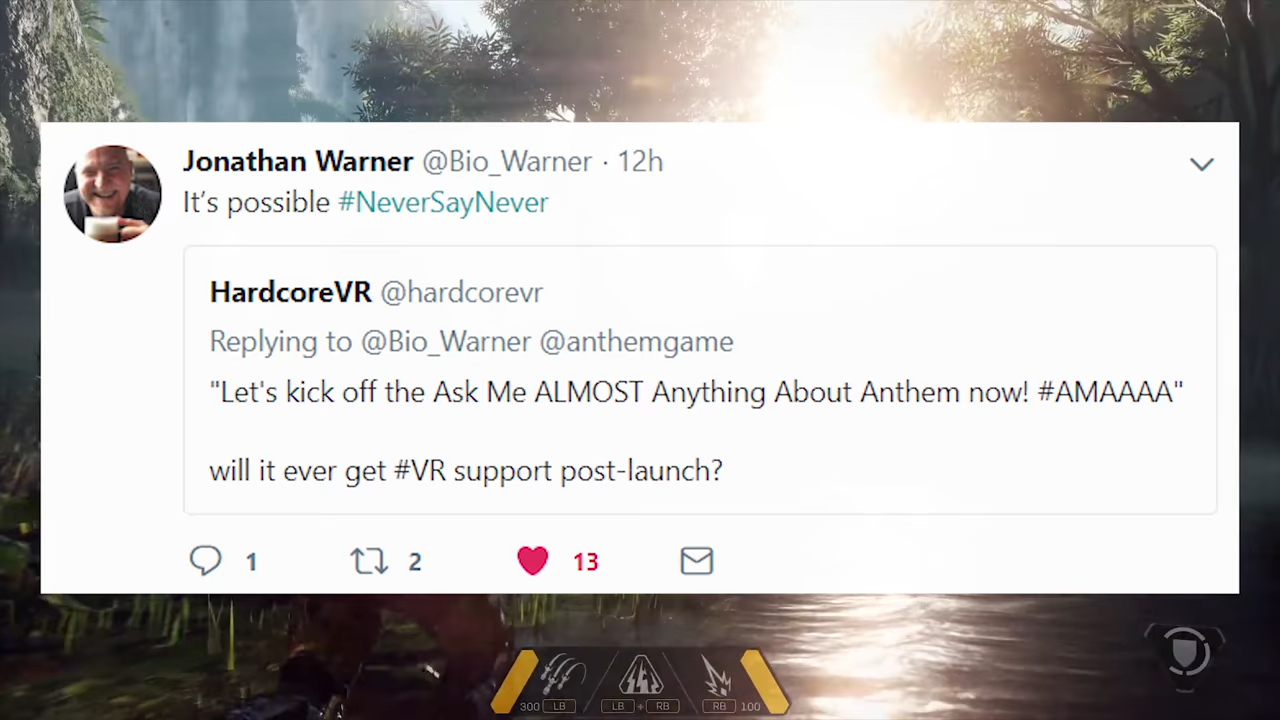 Jonathan Warner @Bio_Warner · 12h
It's possible #NeverSayNever
HardcoreVR @hardcorevr
Replying to @Bio_Warner @anthemgame
"Let's kick off the Ask Me ALMOST Anything About Anthem now! #AMAAAA"
will it ever get #VR support post-launch?
1 2 13
300 LB LB + RB RB 100